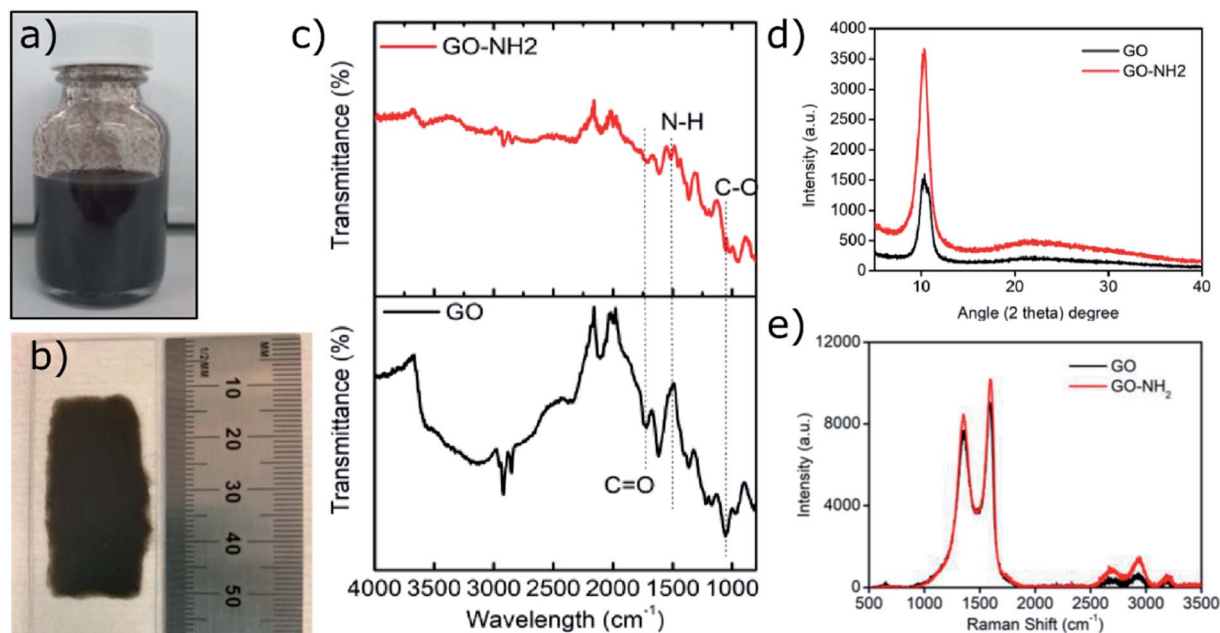 a)
b)
1/2 MM
MM
10
20
30
40
50
c)
GO-NH2
N-H
C-O
Transmittance (%)
GO
C=O
Transmittance (%)
4000 3500 3000 2500 2000 1500 1000
Wavelength (cm-1)
d)
GO
GO-NH2
4000
3500
3000
2500
2000
1500
1000
500
0
Intensity (a.u.)
10 20 30 40
Angle (2 theta) degree
e)
GO
GO-NH2
12000
8000
4000
0
Intensity (a.u.)
500 1000 1500 2000 2500 3000 3500
Raman Shift (cm-1)